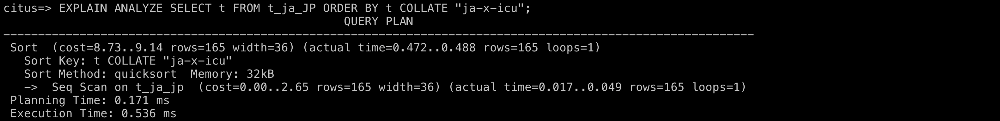 citus=> EXPLAIN ANALYZE SELECT t FROM t_ja_JP ORDER BY t COLLATE "ja-x-icu";
QUERY PLAN
------------------------------------------------------------------------------------------------------------
Sort  (cost=8.73..9.14 rows=165 width=36) (actual time=0.472..0.488 rows=165 loops=1)
Sort Key: t COLLATE "ja-x-icu"
Sort Method: quicksort  Memory: 32kB
->  Seq Scan on t_ja_jp  (cost=0.00..2.65 rows=165 width=36) (actual time=0.017..0.049 rows=165 loops=1)
Planning Time: 0.171 ms
Execution Time: 0.536 ms